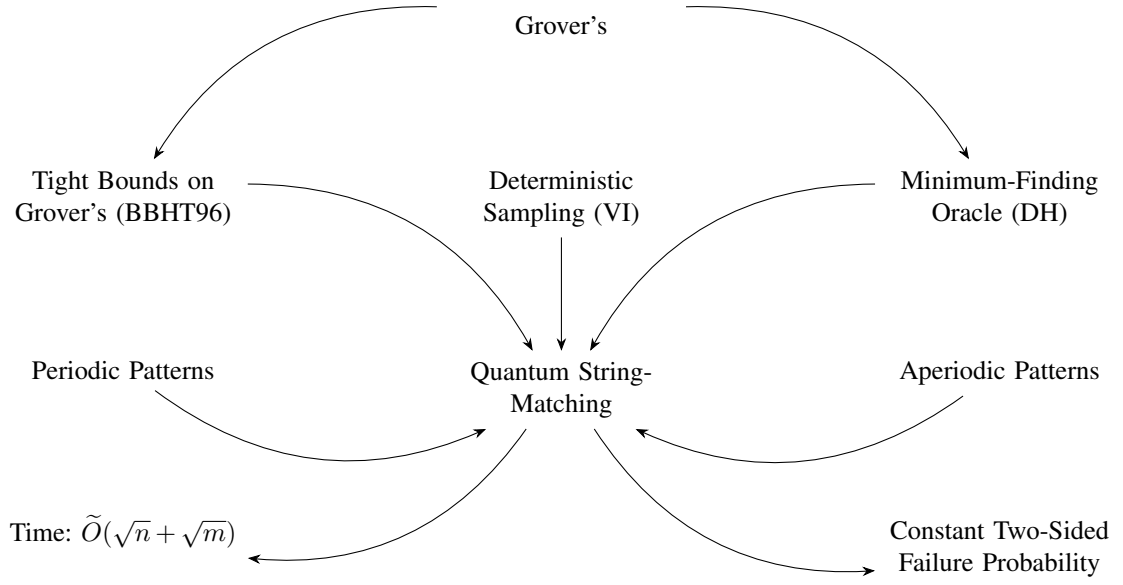 Grover's
Tight Bounds on
Grover's (BBHT96)
Deterministic
Sampling (VI)
Minimum-Finding
Oracle (DH)
Periodic Patterns
Quantum String-
Matching
Aperiodic Patterns
Time: Õ(√n + √m)
Constant Two-Sided
Failure Probability